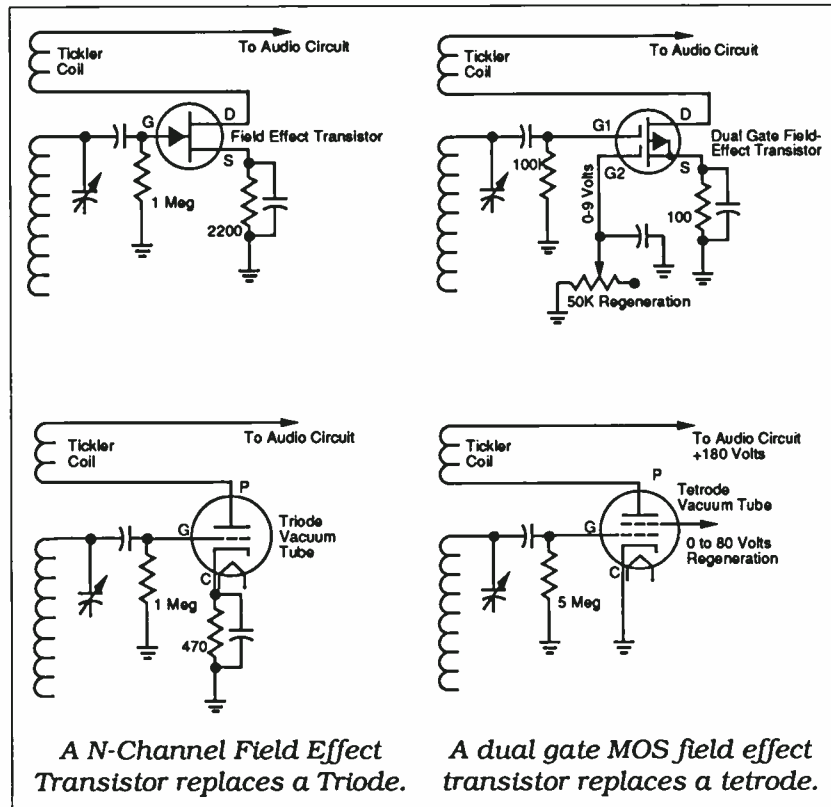 Tickler
Coil
To Audio Circuit
G
D
Field Effect Transistor
S
1 Meg
2200
Tickler
Coil
To Audio Circuit
G1
D
Dual Gate Field-
Effect Transistor
100K
G2
S
0-9 Volts
100
50K Regeneration
Tickler
Coil
To Audio Circuit
P
Triode
Vacuum
Tube
G
C
1 Meg
470
Tickler
Coil
To Audio Circuit
+180 Volts
P
Tetrode
Vacuum Tube
G
0 to 80 Volts
Regeneration
C
5 Meg
A N-Channel Field Effect
Transistor replaces a Triode.
A dual gate MOS field effect
transistor replaces a tetrode.